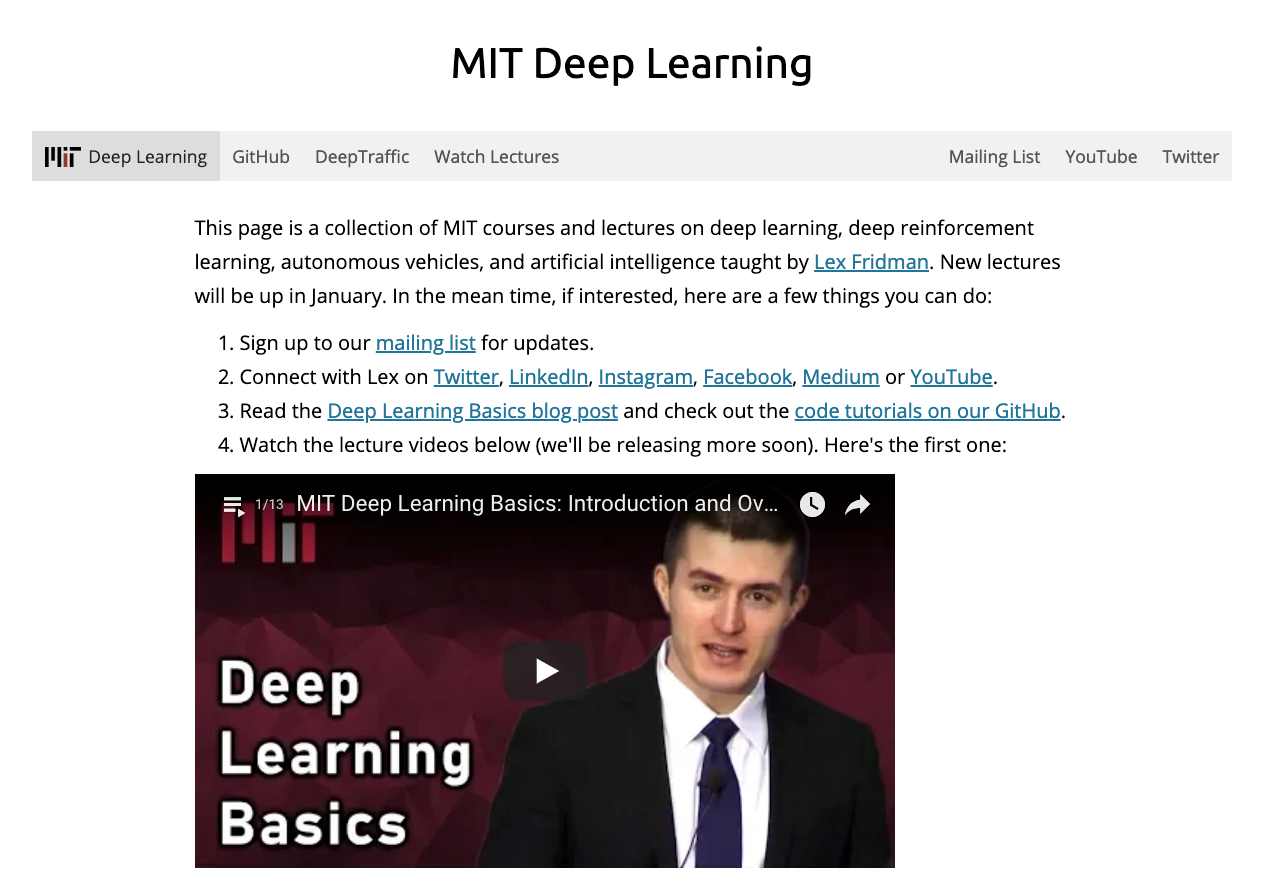 MIT Deep Learning
MIT Deep Learning GitHub DeepTraffic Watch Lectures Mailing List YouTube Twitter
This page is a collection of MIT courses and lectures on deep learning, deep reinforcement
learning, autonomous vehicles, and artificial intelligence taught by Lex Fridman. New lectures
will be up in January. In the mean time, if interested, here are a few things you can do:
1. Sign up to our mailing list for updates.
2. Connect with Lex on Twitter, LinkedIn, Instagram, Facebook, Medium or YouTube.
3. Read the Deep Learning Basics blog post and check out the code tutorials on our GitHub.
4. Watch the lecture videos below (we'll be releasing more soon). Here's the first one:
1/13 MIT Deep Learning Basics: Introduction and Ov...
MIT
Deep
Learning
Basics